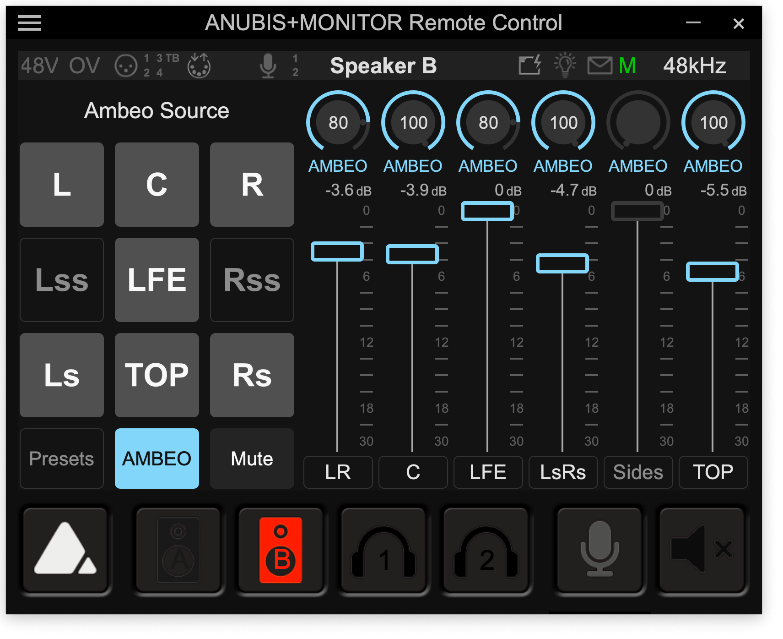 ANUBIS+MONITOR Remote Control
48V OV 1 2 3 4 TB 1 2 Speaker B M 48kHz
Ambeo Source
80 100 80 100 100
AMBEO AMBEO AMBEO AMBEO AMBEO AMBEO
-3.6 dB -3.9 dB 0 dB -4.7 dB 0 dB -5.5 dB
L C R
Lss LFE Rss
Ls TOP Rs
0 0 0 0 0 0
6 6 6 6 6 6
12 12 12 12 12 12
18 18 18 18 18 18
30 30 30 30 30 30
Presets AMBEO Mute
LR C LFE LsRs Sides TOP
A B 1 2